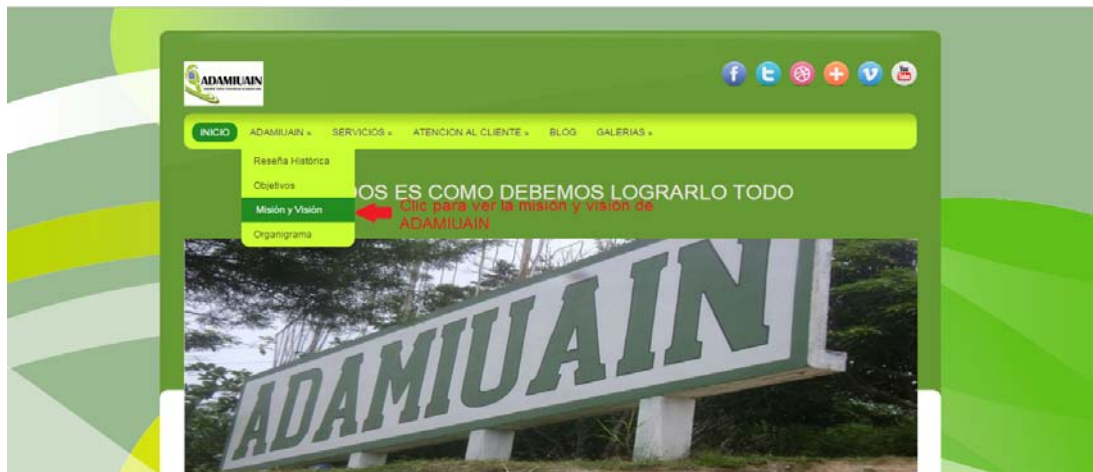 ADAMIUAIN
INICIO ADAMIUAIN » SERVICIOS » ATENCION AL CLIENTE » BLOG GALERIAS »
Reseña Histórica
Objetivos
DOS ES COMO DEBEMOS LOGRARLO TODO
Misión y Visión
Clic para ver la misión y visión de
ADAMIUAIN
Organigrama
ADAMIUAIN